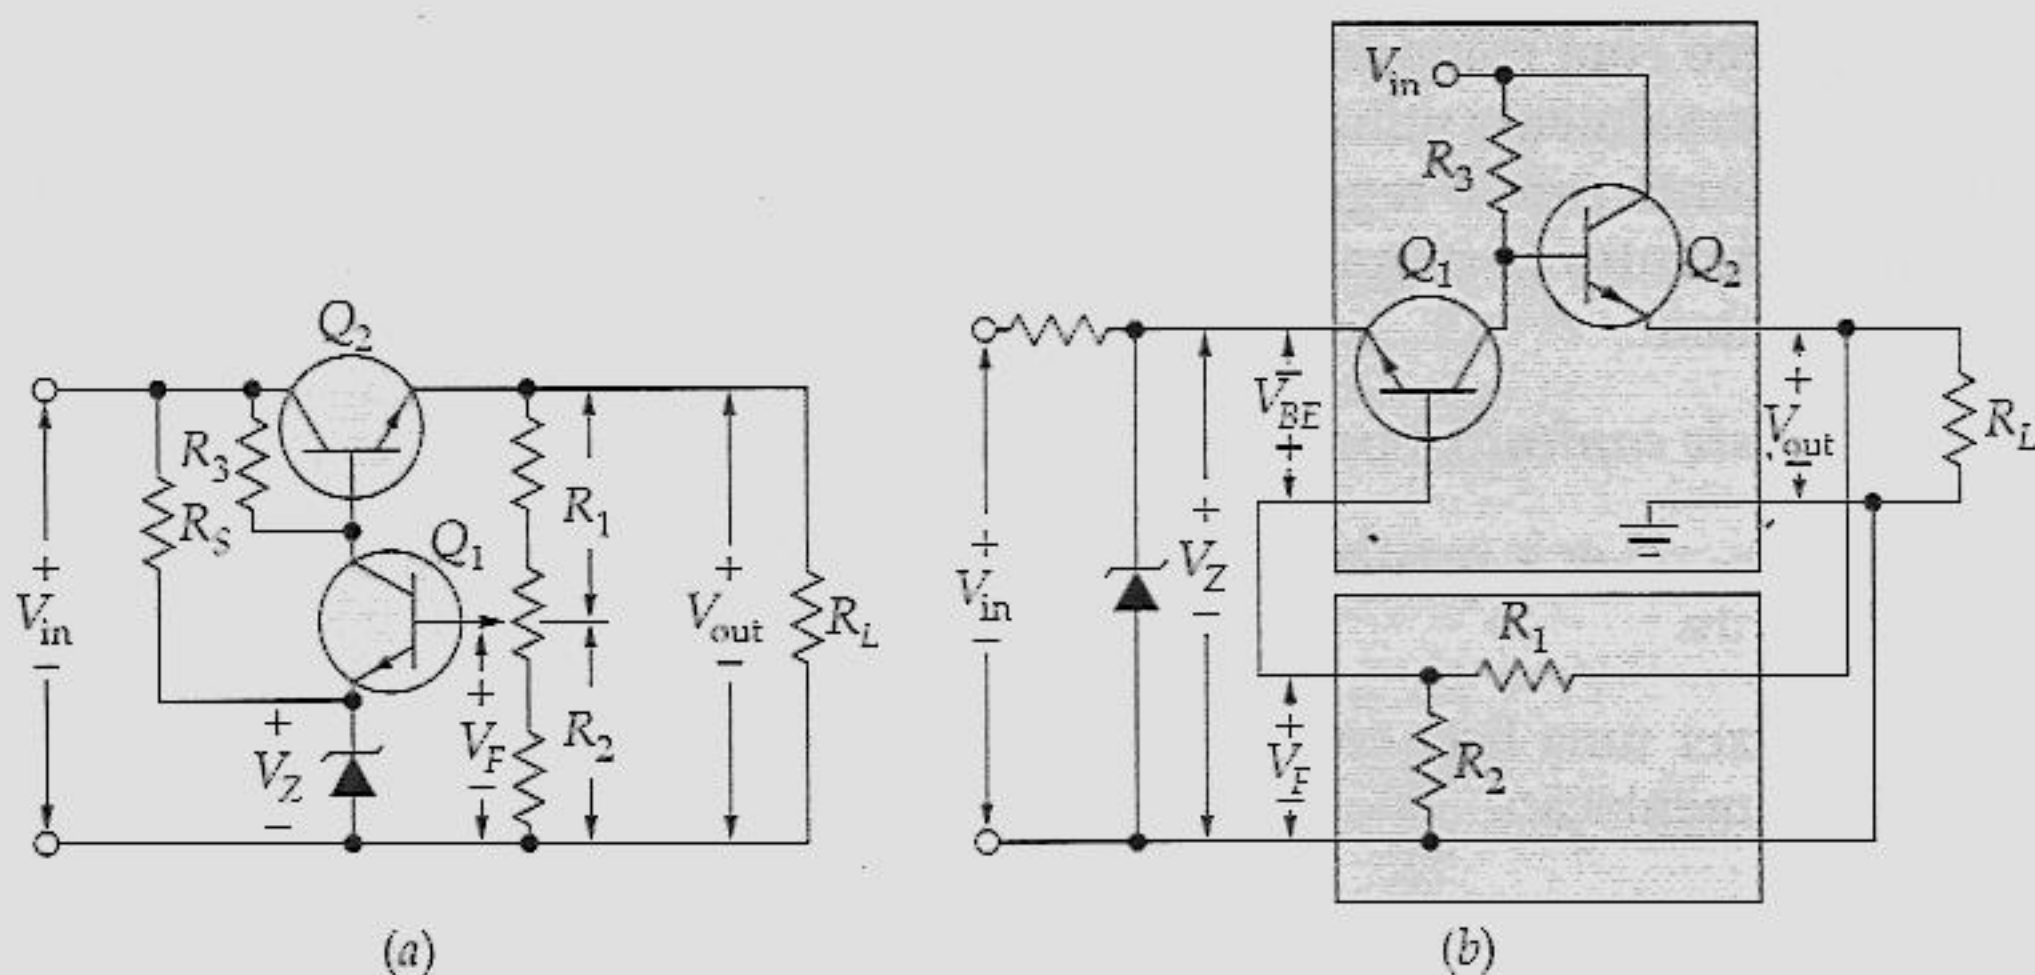 Q2
R3
RS
Q1
R1
+
Vin
−
+
VZ
−
+
VF
−
R2
+
Vout
−
RL
(a)
Vin
R3
Q1
Q2
−
VBE
+
+
Vout
−
RL
+
Vin
−
+
VZ
−
R1
+
VF
−
R2
(b)